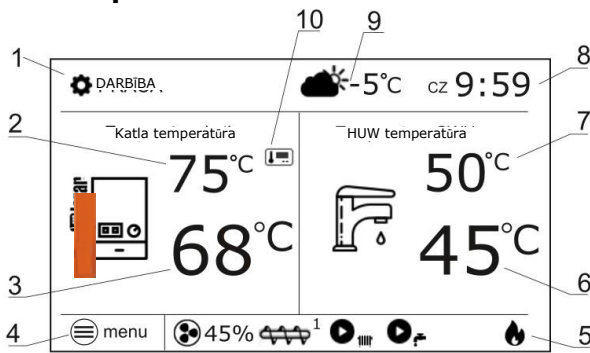 10 9
1 DARBĪBA -5°C CZ 9:59 8
2 Katla temperatūra HUW temperatūra 7
75°C 50°C
68°C 45°C
3 6
4 menu 45% 1 5